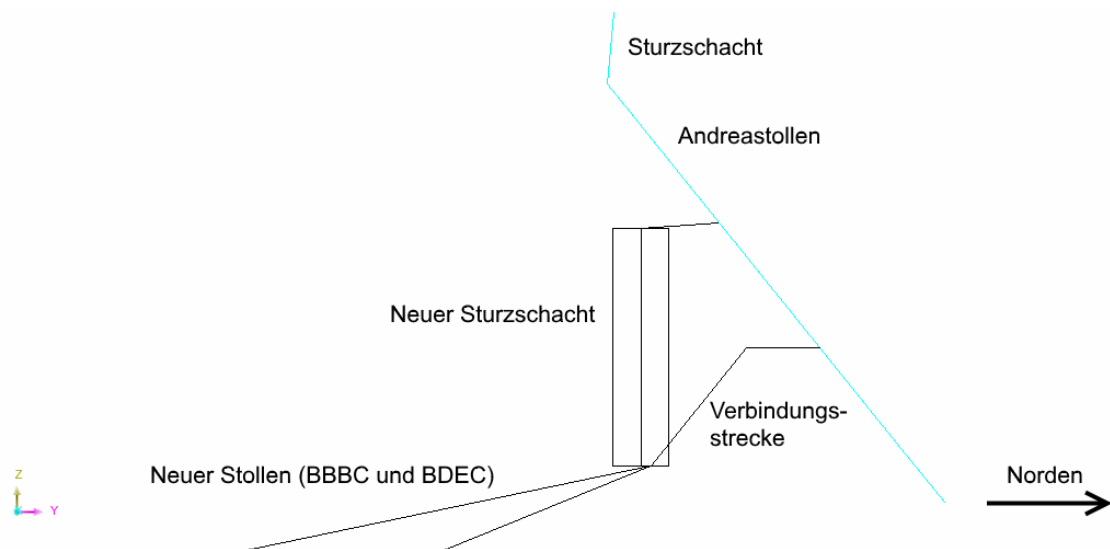 Sturzschacht
Andreastollen
Neuer Sturzschacht
Verbindungs-
strecke
Neuer Stollen (BBBC und BDEC)
Norden
Z
Y